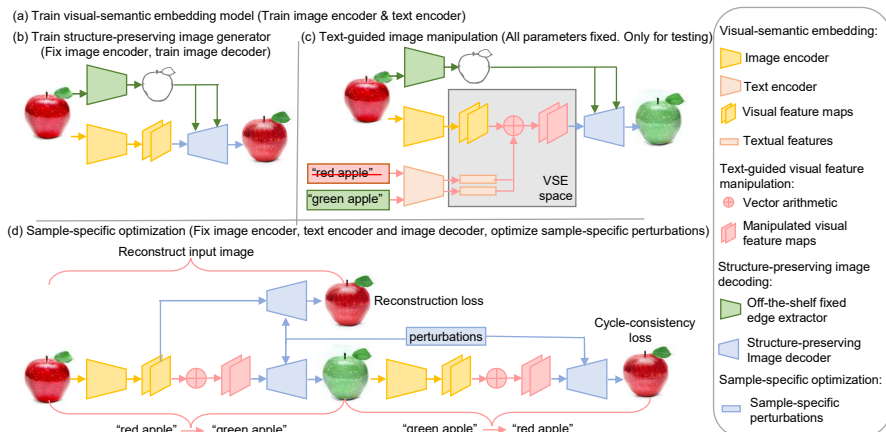 (a) Train visual-semantic embedding model (Train image encoder & text encoder)
(b) Train structure-preserving image generator
(Fix image encoder, train image decoder)
(c) Text-guided image manipulation (All parameters fixed. Only for testing)
"red apple"
"green apple"
VSE
space
(d) Sample-specific optimization (Fix image encoder, text encoder and image decoder, optimize sample-specific perturbations)
Reconstruct input image
Reconstruction loss
perturbations
Cycle-consistency
loss
"red apple"
"green apple"
"green apple"
"red apple"
Visual-semantic embedding:
Image encoder
Text encoder
Visual feature maps
Textual features
Text-guided visual feature
manipulation:
Vector arithmetic
Manipulated visual
feature maps
Structure-preserving image
decoding:
Off-the-shelf fixed
edge extractor
Structure-preserving
Image decoder
Sample-specific optimization:
Sample-specific
perturbations